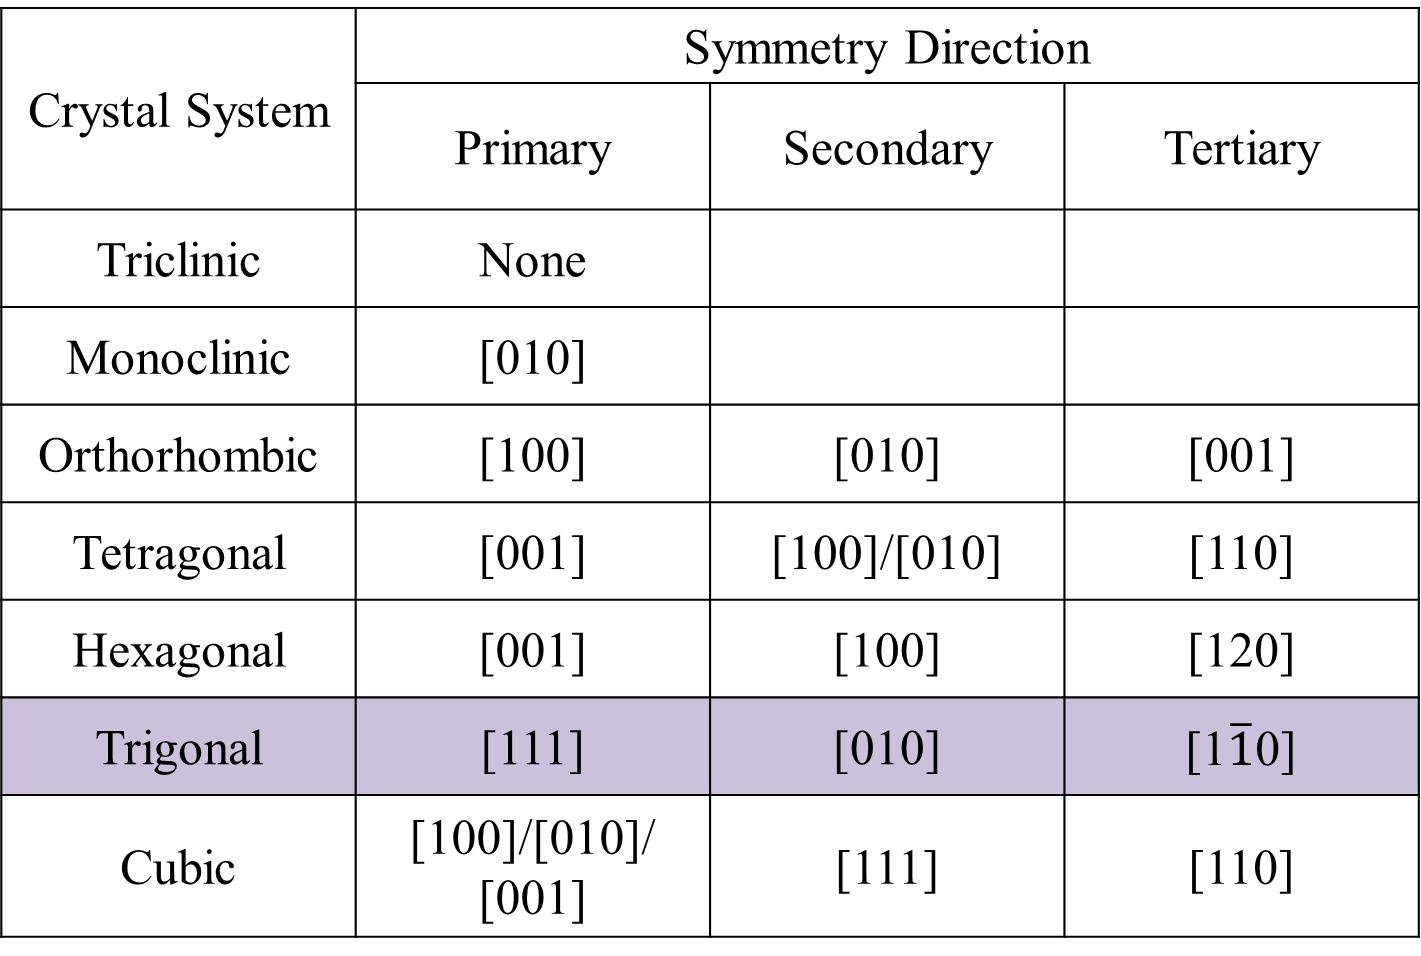 Symmetry Direction
Crystal System
Primary Secondary Tertiary
Triclinic None
Monoclinic [010]
Orthorhombic [100] [010] [001]
Tetragonal [001] [100]/[010] [110]
Hexagonal [001] [100] [120]
Trigonal [111] [010] [11̅0]
Cubic [100]/[010]/ [111] [110]
[001]